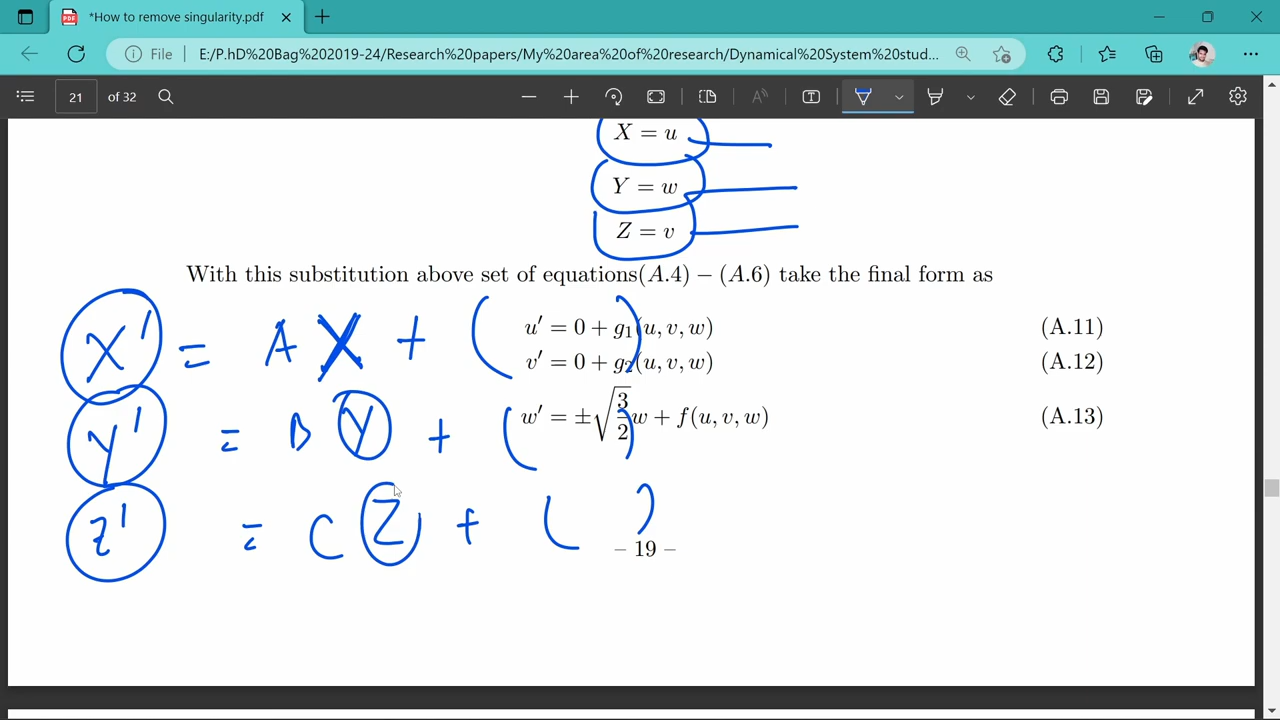 *How to remove singularity.pdf
File E:/P.hD%20Bag%202019-24/Research%20papers/My%20area%20of%20research/Dynamical%20System%20stud...
21 of 32
X = u
Y = w
Z = v
With this substitution above set of equations(A.4) − (A.6) take the final form as
X' = A X + ( )
u′ = 0 + g₁(u, v, w) (A.11)
v′ = 0 + g₂(u, v, w) (A.12)
Y' = B Y + ( )
w′ = ±√(3/2)w + f(u, v, w) (A.13)
Z' = C Z + ( )
– 19 –